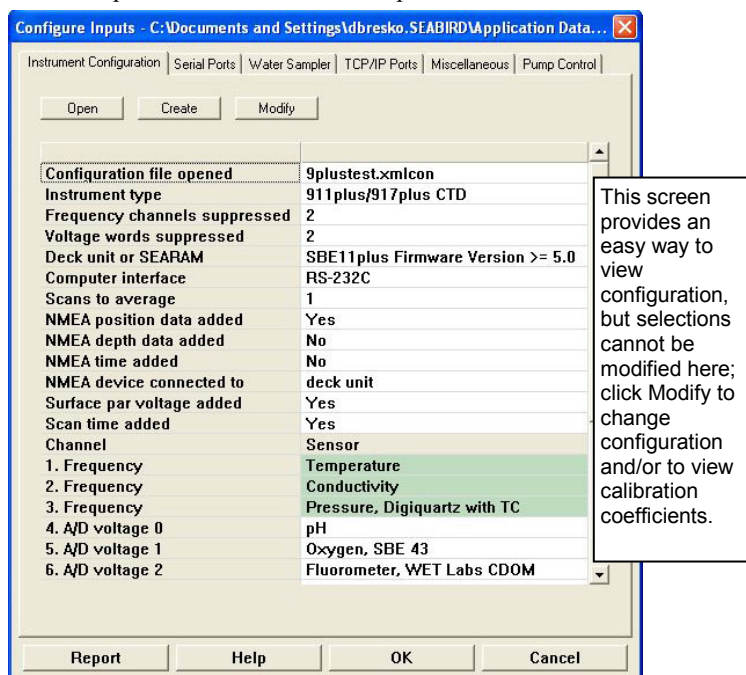 Configure Inputs - C:\Documents and Settings\dbresko.SEABIRD\Application Data...
Instrument Configuration Serial Ports Water Sampler TCP/IP Ports Miscellaneous Pump Control
Open Create Modify
Configuration file opened 9plustest.xmlcon
Instrument type 911plus/917plus CTD
Frequency channels suppressed 2
Voltage words suppressed 2
Deck unit or SEARAM SBE11plus Firmware Version >= 5.0
Computer interface RS-232C
Scans to average 1
NMEA position data added Yes
NMEA depth data added No
NMEA time added No
NMEA device connected to deck unit
Surface par voltage added Yes
Scan time added Yes
Channel Sensor
1. Frequency Temperature
2. Frequency Conductivity
3. Frequency Pressure, Digiquartz with TC
4. A/D voltage 0 pH
5. A/D voltage 1 Oxygen, SBE 43
6. A/D voltage 2 Fluorometer, WET Labs CDOM
Report Help OK Cancel
This screen
provides an
easy way to
view
configuration,
but selections
cannot be
modified here;
click Modify to
change
configuration
and/or to view
calibration
coefficients.